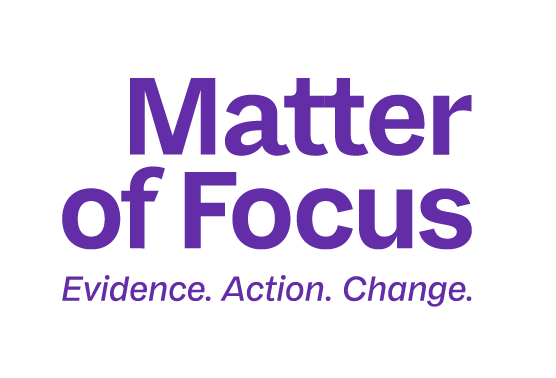 Matter
of Focus
Evidence. Action. Change.